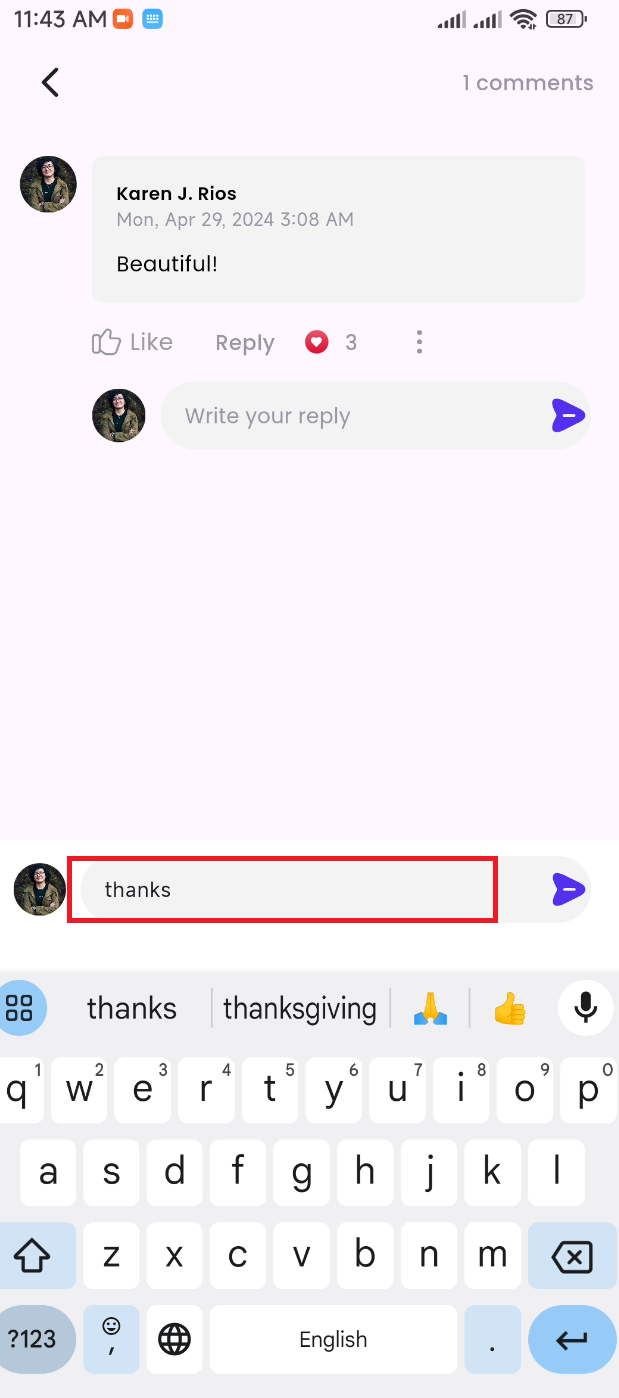 11:43 AM 87
1 comments
Karen J. Rios
Mon, Apr 29, 2024 3:08 AM
Beautiful!
Like Reply 3
Write your reply
thanks
thanks thanksgiving
q1 w2 e3 r4 t5 y6 u7 i8 o9 p0
a s d f g h j k l
z x c v b n m
?123 , English .